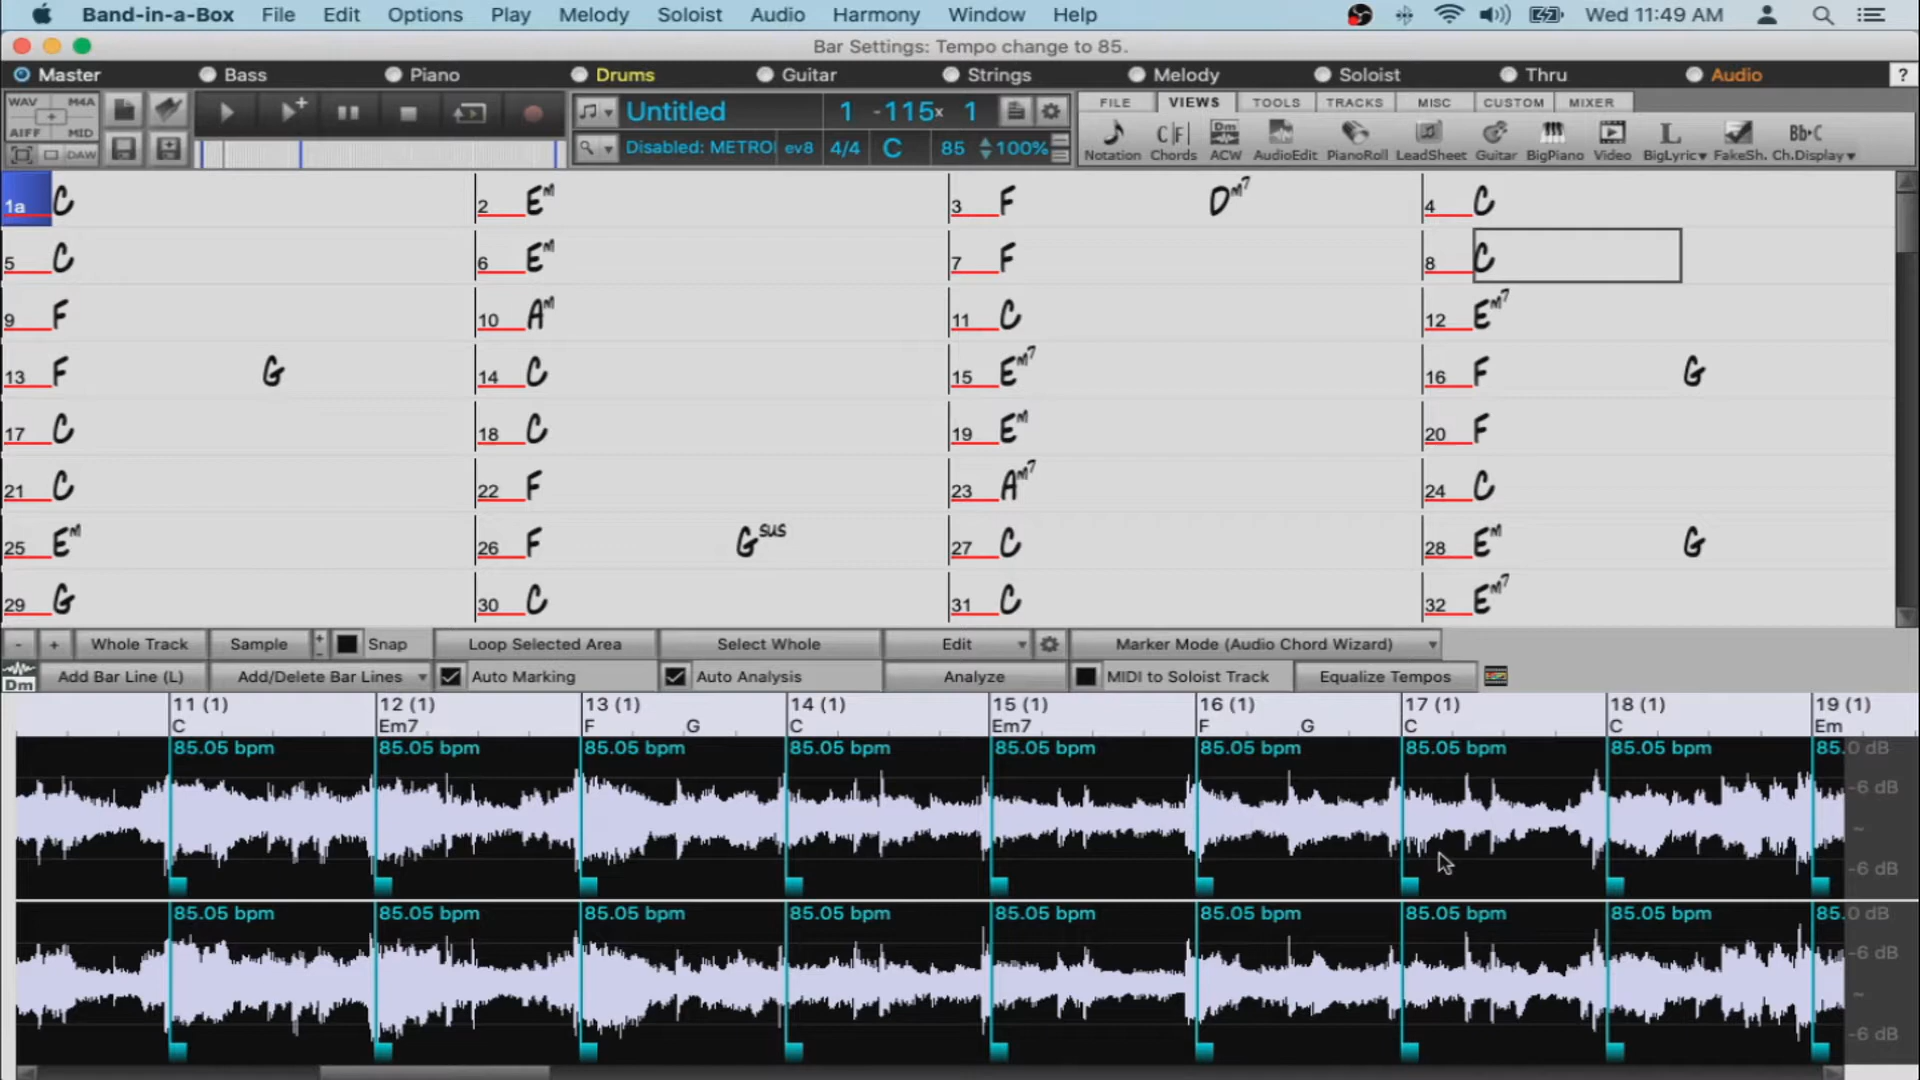 Band-in-a-Box File Edit Options Play Melody Soloist Audio Harmony Window Help Wed 11:49 AM
Bar Settings: Tempo change to 85.
Master Bass Piano Drums Guitar Strings Melody Soloist Thru Audio ?
WAV M4A
AIFF MID
DAW
Untitled 1 -115x 1
Disabled: METRO ev8 4/4 C 85 100%
FILE VIEWS TOOLS TRACKS MISC CUSTOM MIXER
C|F| Dm L Bb▸C
Notation Chords ACW AudioEdit PianoRoll LeadSheet Guitar BigPiano Video BigLyric FakeSh. Ch.Display
1a C 2 Em 3 F Dm7 4 C
5 C 6 Em 7 F 8 C
9 F 10 Am 11 C 12 Em7
13 F G 14 C 15 Em7 16 F G
17 C 18 C 19 Em 20 F
21 C 22 F 23 Am7 24 C
25 Em 26 F Gsus 27 C 28 Em G
29 G 30 C 31 C 32 Em7
- + Whole Track Sample + - Snap Loop Selected Area Select Whole Edit Marker Mode (Audio Chord Wizard)
Dm Add Bar Line (L) Add/Delete Bar Lines Auto Marking Auto Analysis Analyze MIDI to Soloist Track Equalize Tempos
11 (1) 12 (1) 13 (1) 14 (1) 15 (1) 16 (1) 17 (1) 18 (1) 19 (1)
C Em7 F G C Em7 F G C C Em
85.05 bpm 85.05 bpm 85.05 bpm 85.05 bpm 85.05 bpm 85.05 bpm 85.05 bpm 85.05 bpm 85.0 dB
-6 dB
~
-6 dB
85.05 bpm 85.05 bpm 85.05 bpm 85.05 bpm 85.05 bpm 85.05 bpm 85.05 bpm 85.05 bpm 85.0 dB
-6 dB
~
-6 dB